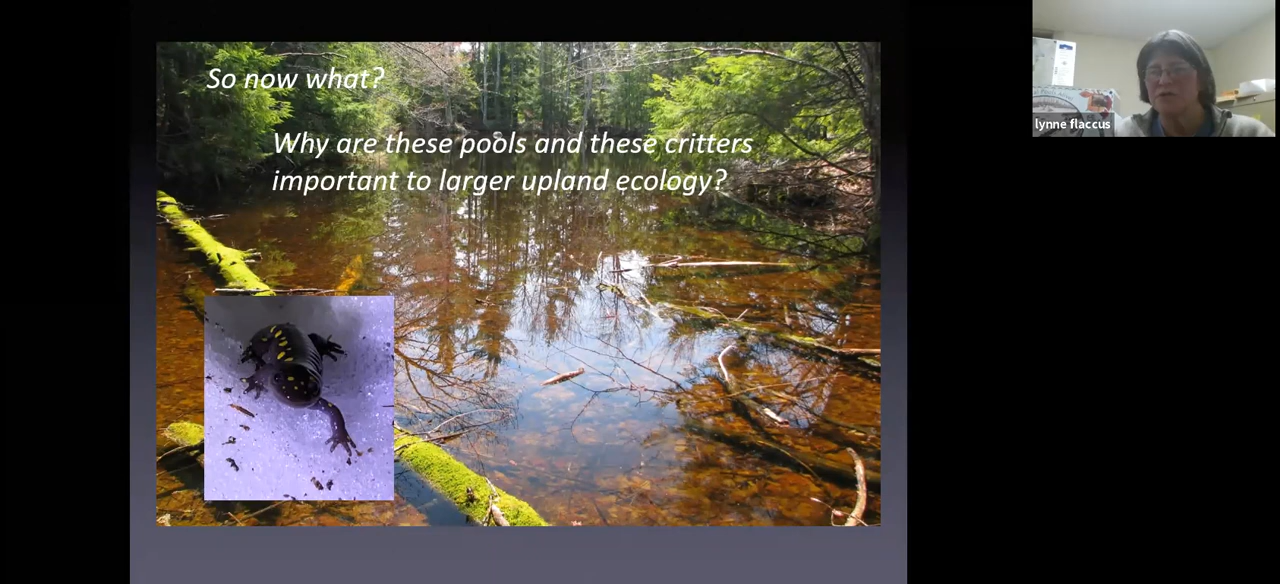 So now what?
Why are these pools and these critters
important to larger upland ecology?
lynne flaccus